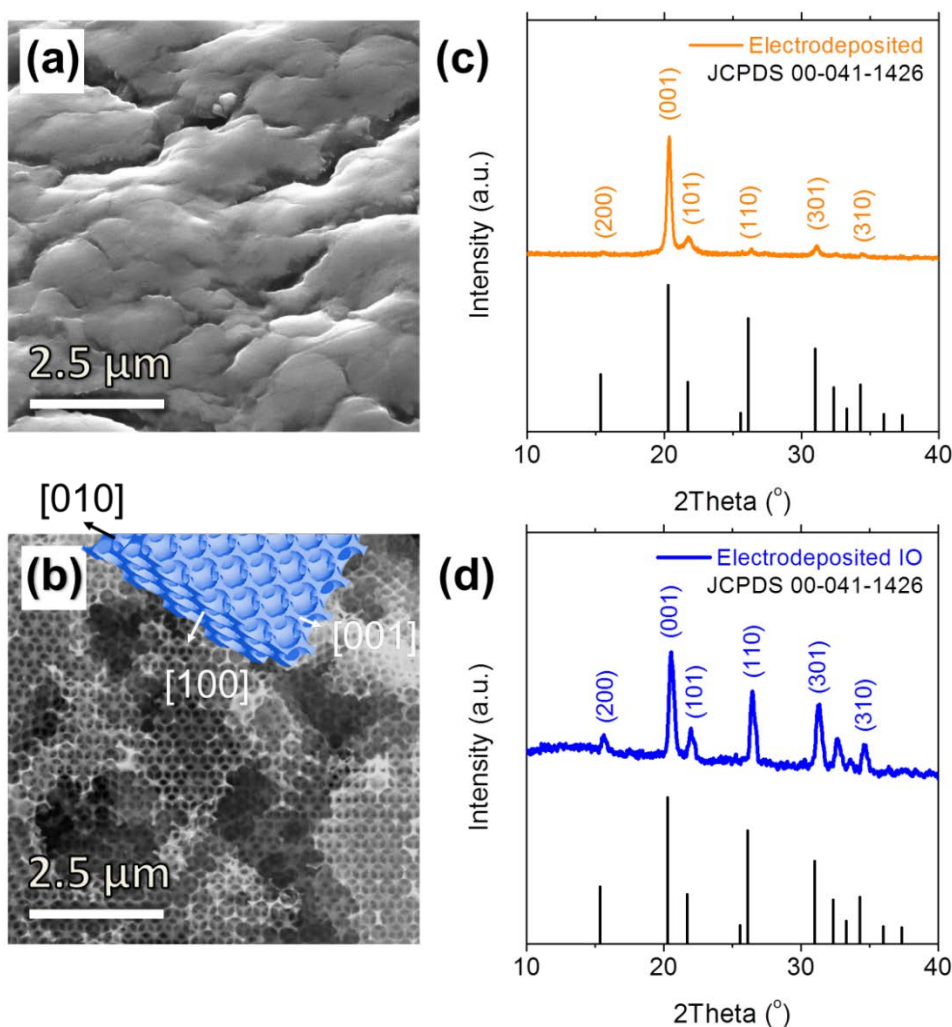 (a)
2.5 μm
(c)
Electrodeposited
JCPDS 00-041-1426
(200)
(001)
(101)
(110)
(301)
(310)
Intensity (a.u.)
10 20 30 40
2Theta (°)
[010]
(b)
[001]
[100]
2.5 μm
(d)
Electrodeposited IO
JCPDS 00-041-1426
(200)
(001)
(101)
(110)
(301)
(310)
Intensity (a.u.)
10 20 30 40
2Theta (°)